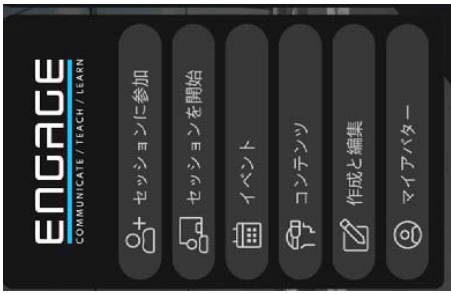 ENGAGE
COMMUNICATE / TEACH / LEARN
セッションに参加
セッションを開始
イベント
コンテンツ
作成と編集
マイアバター